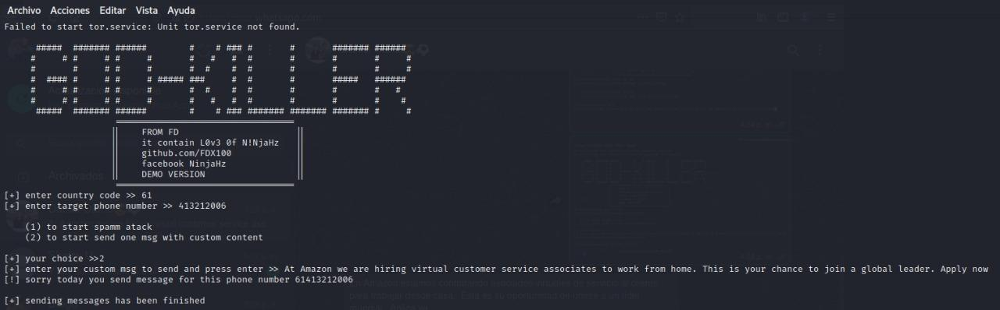 Archivo Acciones Editar Vista Ayuda
Failed to start tor.service: Unit tor.service not found.
GOD-KILLER
FROM FD
it contain L0v3 0f N!NjaHz
github.com/FDX100
facebook NinjaHz
DEMO VERSION
[+] enter country code >> 61
[+] enter target phone number >> 413212006
(1) to start spamm atack
(2) to start send one msg with custom content
[+] your choice >>2
[+] enter your custom msg to send and press enter >> At Amazon we are hiring virtual customer service associates to work from home. This is your chance to join a global leader. Apply now
[!] sorry today you send message for this phone number 61413212006
[+] sending messages has been finished